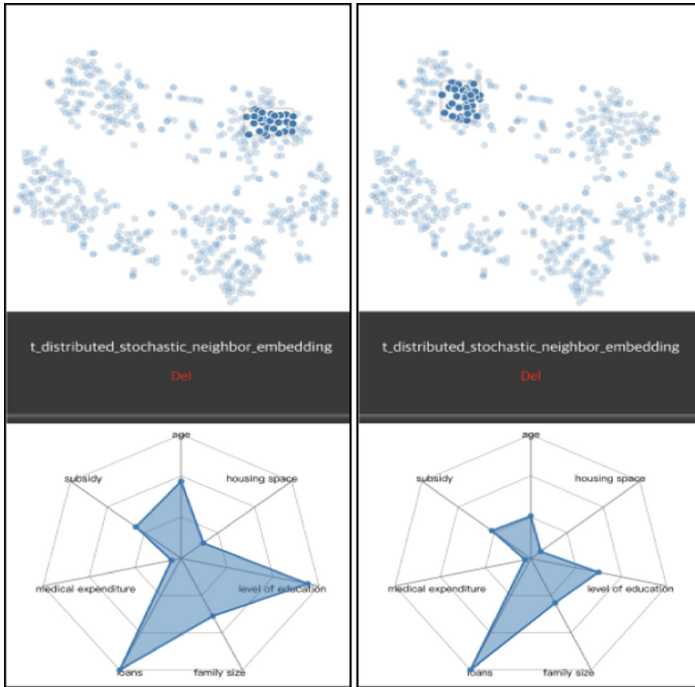 t_distributed_stochastic_neighbor_embedding
Del
age
subsidy
housing space
medical expenditure
level of education
loans
family size
t_distributed_stochastic_neighbor_embedding
Del
age
subsidy
housing space
medical expenditure
level of education
loans
family size